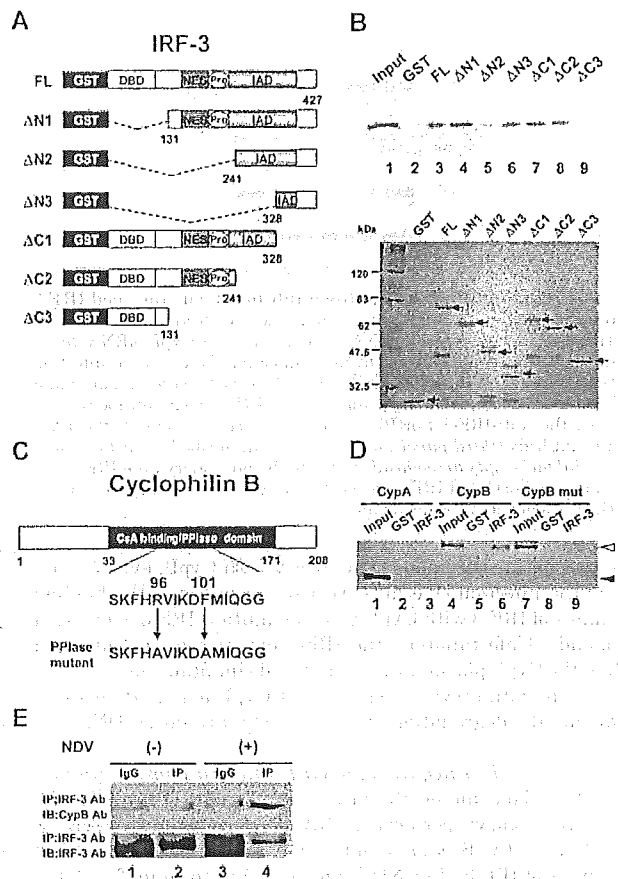 A
IRF-3
FL GST DBD NES Pro IAD
427
ΔN1 GST NES Pro IAD
131
ΔN2 GST IAD
241
ΔN3 GST IAD
328
ΔC1 GST DBD NES Pro IAD
328
ΔC2 GST DBD NES Pro
241
ΔC3 GST DBD
131
B
Input GST FL ΔN1 ΔN2 ΔN3 ΔC1 ΔC2 ΔC3
1 2 3 4 5 6 7 8 9
kDa GST FL ΔN1 ΔN2 ΔN3 ΔC1 ΔC2 ΔC3
120
83
62
47.5
32.5
C
Cyclophilin B
CsA binding/PPIase domain
1 33 171 208
96 101
SKFHRVIKDFMIQGG
PPIase mutant
SKFHAVIKDAMIQGG
D
CypA CypB CypB mut
Input GST IRF-3 Input GST IRF-3 Input GST IRF-3
1 2 3 4 5 6 7 8 9
E
NDV (-) (+)
IgG IP IgG IP
IP:IRF-3 Ab
IB:CypB Ab
IP:IRF-3 Ab
IB:IRF-3 Ab
1 2 3 4